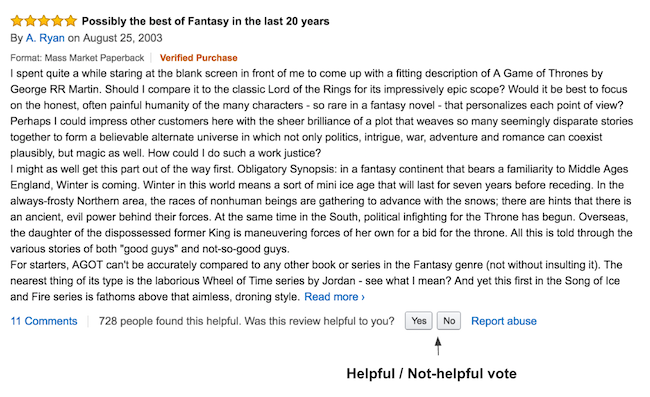 Possibly the best of Fantasy in the last 20 years
By A. Ryan on August 25, 2003
Format: Mass Market Paperback | Verified Purchase
I spent quite a while staring at the blank screen in front of me to come up with a fitting description of A Game of Thrones by
George RR Martin. Should I compare it to the classic Lord of the Rings for its impressively epic scope? Would it be best to focus
on the honest, often painful humanity of the many characters - so rare in a fantasy novel - that personalizes each point of view?
Perhaps I could impress other customers here with the sheer brilliance of a plot that weaves so many seemingly disparate stories
together to form a believable alternate universe in which not only politics, intrigue, war, adventure and romance can coexist
plausibly, but magic as well. How could I do such a work justice?
I might as well get this part out of the way first. Obligatory Synopsis: in a fantasy continent that bears a familiarity to Middle Ages
England, Winter is coming. Winter in this world means a sort of mini ice age that will last for seven years before receding. In the
always-frosty Northern area, the races of nonhuman beings are gathering to advance with the snows; there are hints that there is
an ancient, evil power behind their forces. At the same time in the South, political infighting for the Throne has begun. Overseas,
the daughter of the dispossessed former King is maneuvering forces of her own for a bid for the throne. All this is told through the
various stories of both "good guys" and not-so-good guys.
For starters, AGOT can't be accurately compared to any other book or series in the Fantasy genre (not without insulting it). The
nearest thing of its type is the laborious Wheel of Time series by Jordan - see what I mean? And yet this first in the Song of Ice
and Fire series is fathoms above that aimless, droning style. Read more ›
11 Comments | 728 people found this helpful. Was this review helpful to you? Yes No Report abuse
Helpful / Not-helpful vote